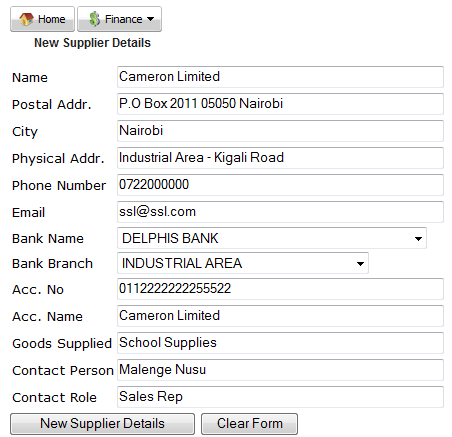 Home Finance
New Supplier Details
Name Cameron Limited
Postal Addr. P.O Box 2011 05050 Nairobi
City Nairobi
Physical Addr. Industrial Area - Kigali Road
Phone Number 0722000000
Email ssl@ssl.com
Bank Name DELPHIS BANK
Bank Branch INDUSTRIAL AREA
Acc. No 0112222222255522
Acc. Name Cameron Limited
Goods Supplied School Supplies
Contact Person Malenge Nusu
Contact Role Sales Rep
New Supplier Details Clear Form